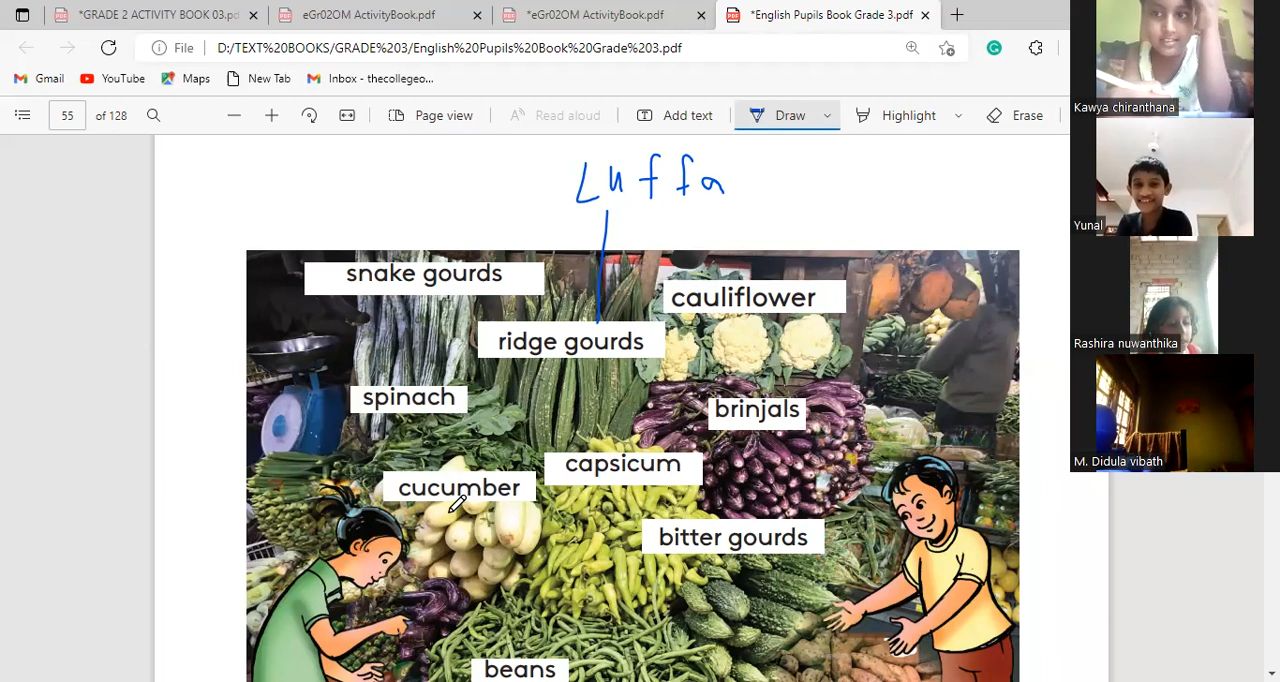 *GRADE 2 ACTIVITY BOOK 03.pd
eGr02OM ActivityBook.pdf
*eGr02OM ActivityBook.pdf
*English Pupils Book Grade 3.pdf
File
D:/TEXT%20BOOKS/GRADE%203/English%20Pupils%20Book%20Grade%203.pdf
Gmail
YouTube
Maps
New Tab
Inbox - thecollegeo...
55
of 128
Page view
Read aloud
Add text
Draw
Highlight
Erase
Luffa
snake gourds
cauliflower
ridge gourds
spinach
brinjals
capsicum
cucumber
bitter gourds
beans
Kawya chiranthana
Yunal
Rashira nuwanthika
M. Didula vibath